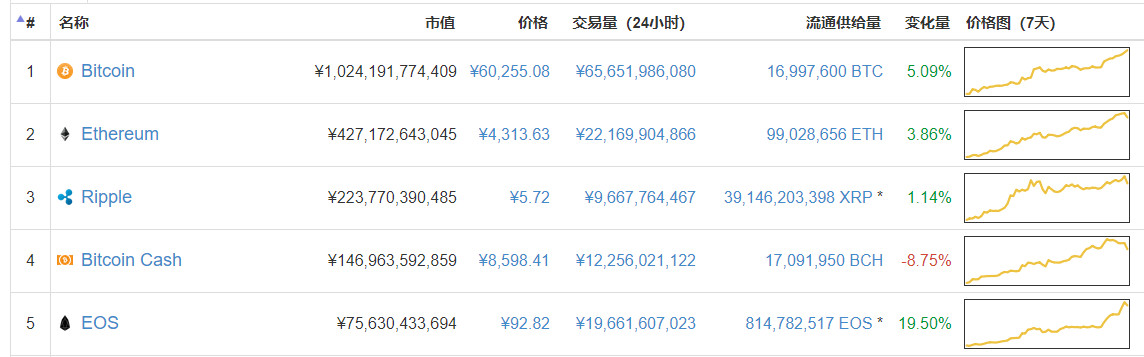 # 名称 市值 价格 交易量 (24小时) 流通供给量 变化量 价格图 (7天)
1 Bitcoin ¥1,024,191,774,409 ¥60,255.08 ¥65,651,986,080 16,997,600 BTC 5.09%
2 Ethereum ¥427,172,643,045 ¥4,313.63 ¥22,169,904,866 99,028,656 ETH 3.86%
3 Ripple ¥223,770,390,485 ¥5.72 ¥9,667,764,467 39,146,203,398 XRP * 1.14%
4 Bitcoin Cash ¥146,963,592,859 ¥8,598.41 ¥12,256,021,122 17,091,950 BCH -8.75%
5 EOS ¥75,630,433,694 ¥92.82 ¥19,661,607,023 814,782,517 EOS * 19.50%